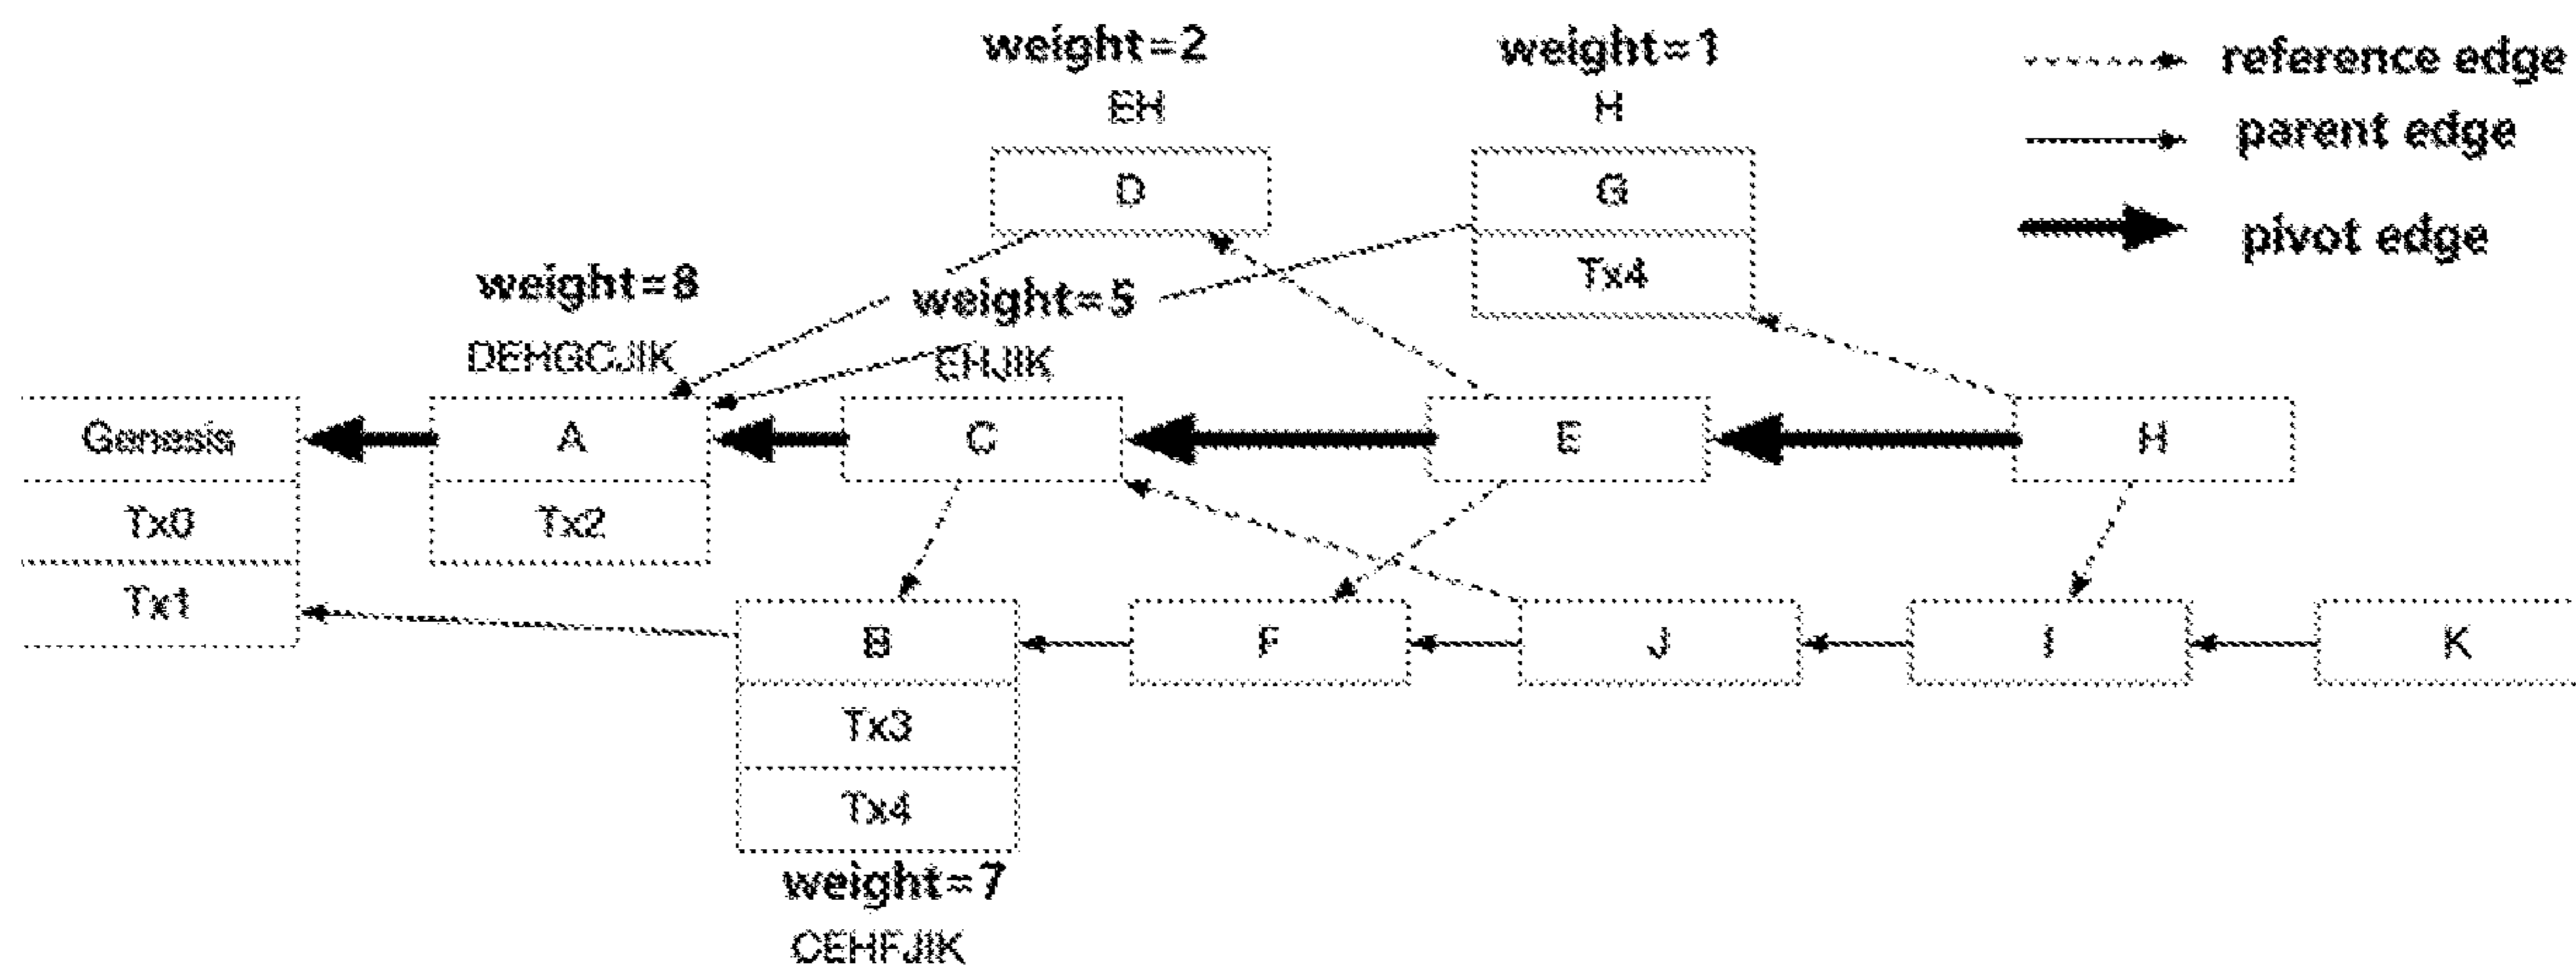 weight=2
EH
D
weight=1
H
G
Tx4
reference edge
parent edge
pivot edge
weight=8
DEHGCJIK
weight=5
EHJIK
Genesis
Tx0
Tx1
A
Tx2
C
E
H
B
Tx3
Tx4
F
J
I
K
weight=7
CEHFJIK